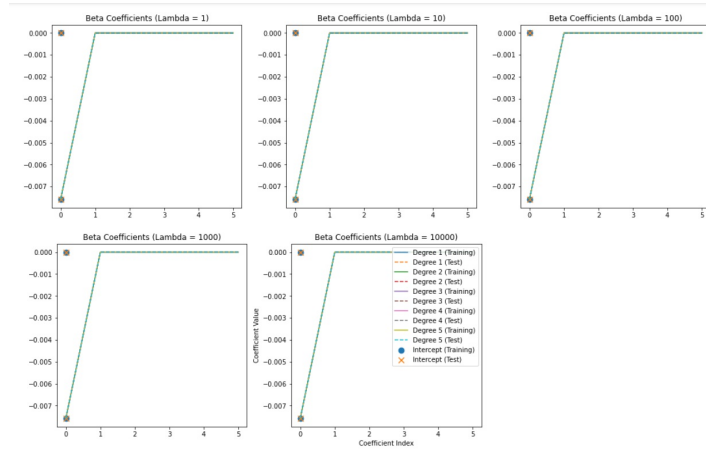 Beta Coefficients (Lambda = 1)
0.000
−0.001
−0.002
−0.003
−0.004
−0.005
−0.006
−0.007
0 1 2 3 4 5
Beta Coefficients (Lambda = 10)
0.000
−0.001
−0.002
−0.003
−0.004
−0.005
−0.006
−0.007
0 1 2 3 4 5
Beta Coefficients (Lambda = 100)
0.000
−0.001
−0.002
−0.003
−0.004
−0.005
−0.006
−0.007
0 1 2 3 4 5
Beta Coefficients (Lambda = 1000)
0.000
−0.001
−0.002
−0.003
−0.004
−0.005
−0.006
−0.007
0 1 2 3 4 5
Beta Coefficients (Lambda = 10000)
Coefficient Value
0.000
−0.001
−0.002
−0.003
−0.004
−0.005
−0.006
−0.007
Degree 1 (Training)
Degree 1 (Test)
Degree 2 (Training)
Degree 2 (Test)
Degree 3 (Training)
Degree 3 (Test)
Degree 4 (Training)
Degree 4 (Test)
Degree 5 (Training)
Degree 5 (Test)
Intercept (Training)
Intercept (Test)
0 1 2 3 4 5
Coefficient Index